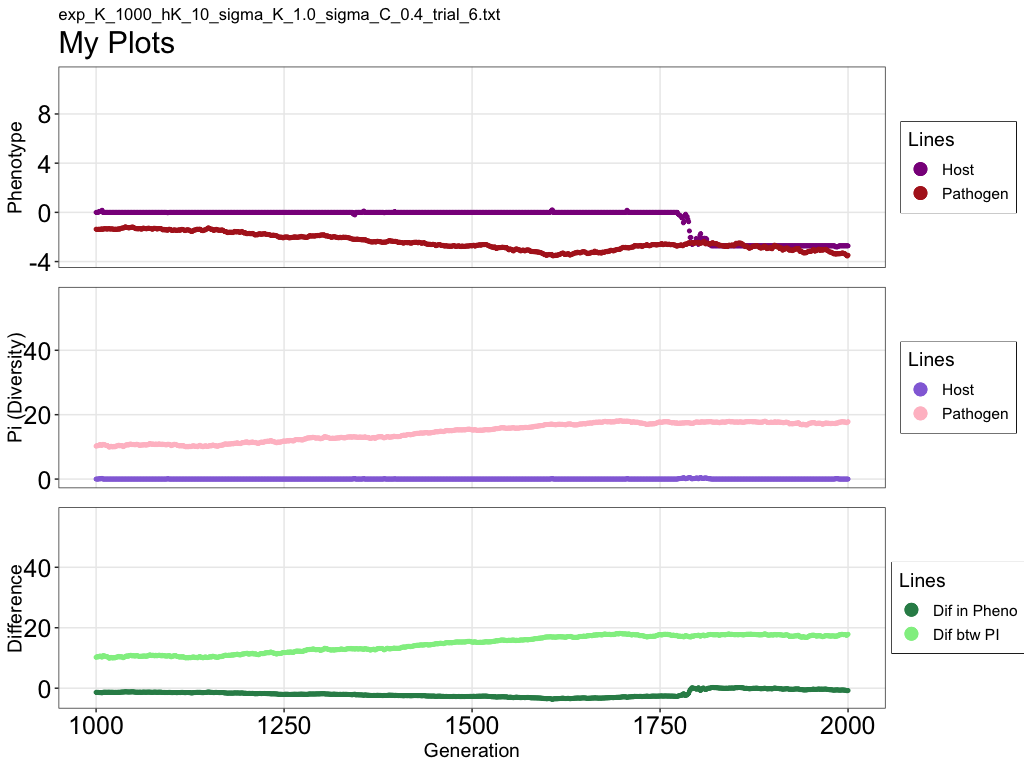 exp_K_1000_hK_10_sigma_K_1.0_sigma_C_0.4_trial_6.txt
My Plots
Phenotype
8
4
0
-4
Lines
Host
Pathogen
Pi (Diversity)
40
20
0
Lines
Host
Pathogen
Difference
40
20
0
Lines
Dif in Pheno
Dif btw PI
1000
1250
1500
1750
2000
Generation